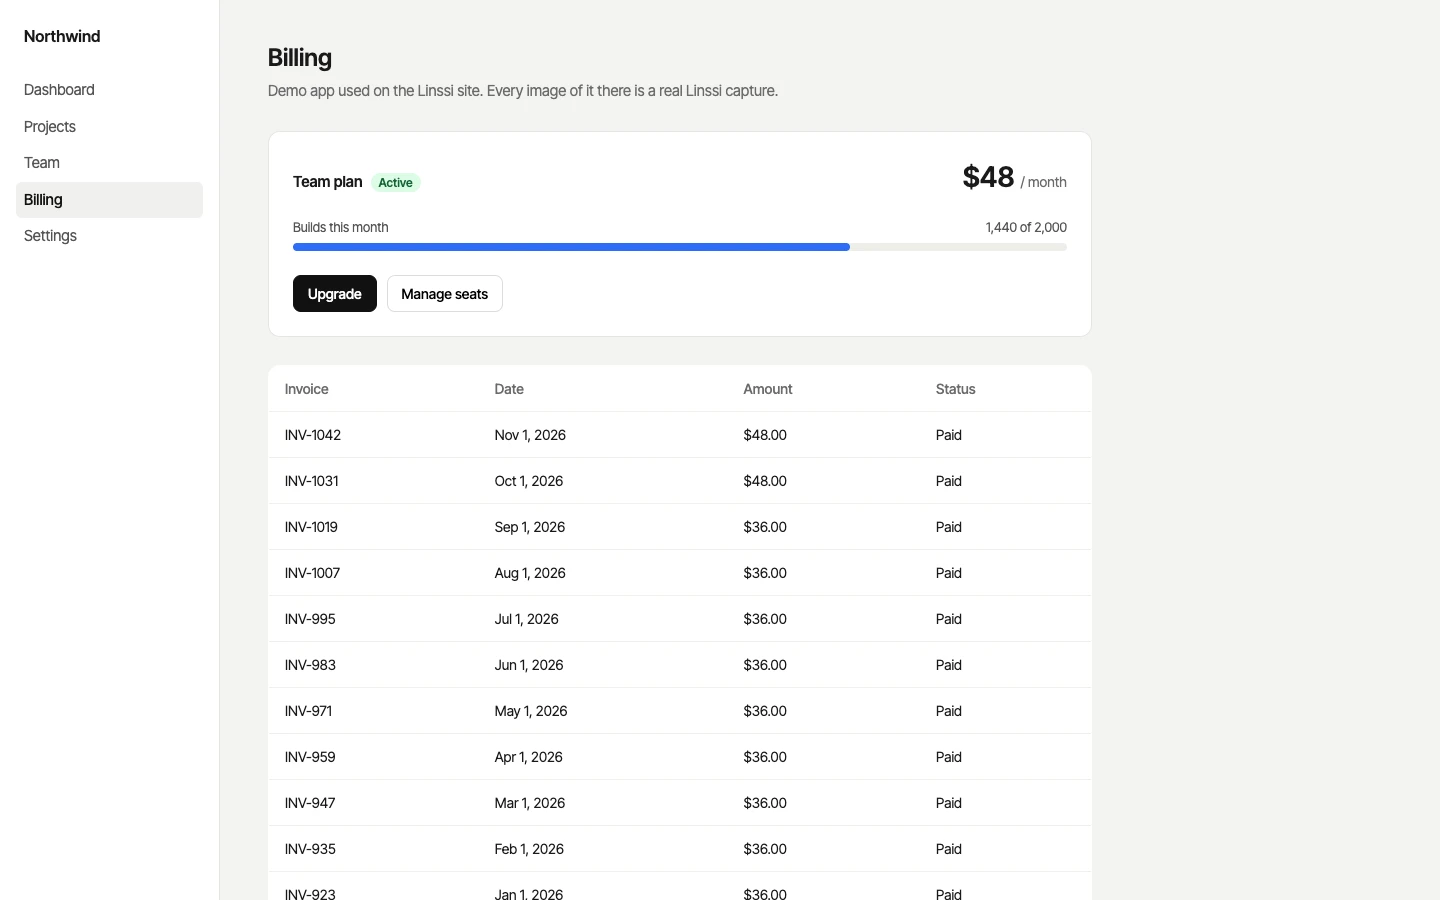 Northwind
Dashboard
Projects
Team
Billing
Settings
Billing
Demo app used on the Linssi site. Every image of it there is a real Linssi capture.
Team plan Active $48 / month
Builds this month 1,440 of 2,000
Upgrade Manage seats
Invoice Date Amount Status
INV-1042 Nov 1, 2026 $48.00 Paid
INV-1031 Oct 1, 2026 $48.00 Paid
INV-1019 Sep 1, 2026 $36.00 Paid
INV-1007 Aug 1, 2026 $36.00 Paid
INV-995 Jul 1, 2026 $36.00 Paid
INV-983 Jun 1, 2026 $36.00 Paid
INV-971 May 1, 2026 $36.00 Paid
INV-959 Apr 1, 2026 $36.00 Paid
INV-947 Mar 1, 2026 $36.00 Paid
INV-935 Feb 1, 2026 $36.00 Paid
INV-923 Jan 1, 2026 $36.00 Paid